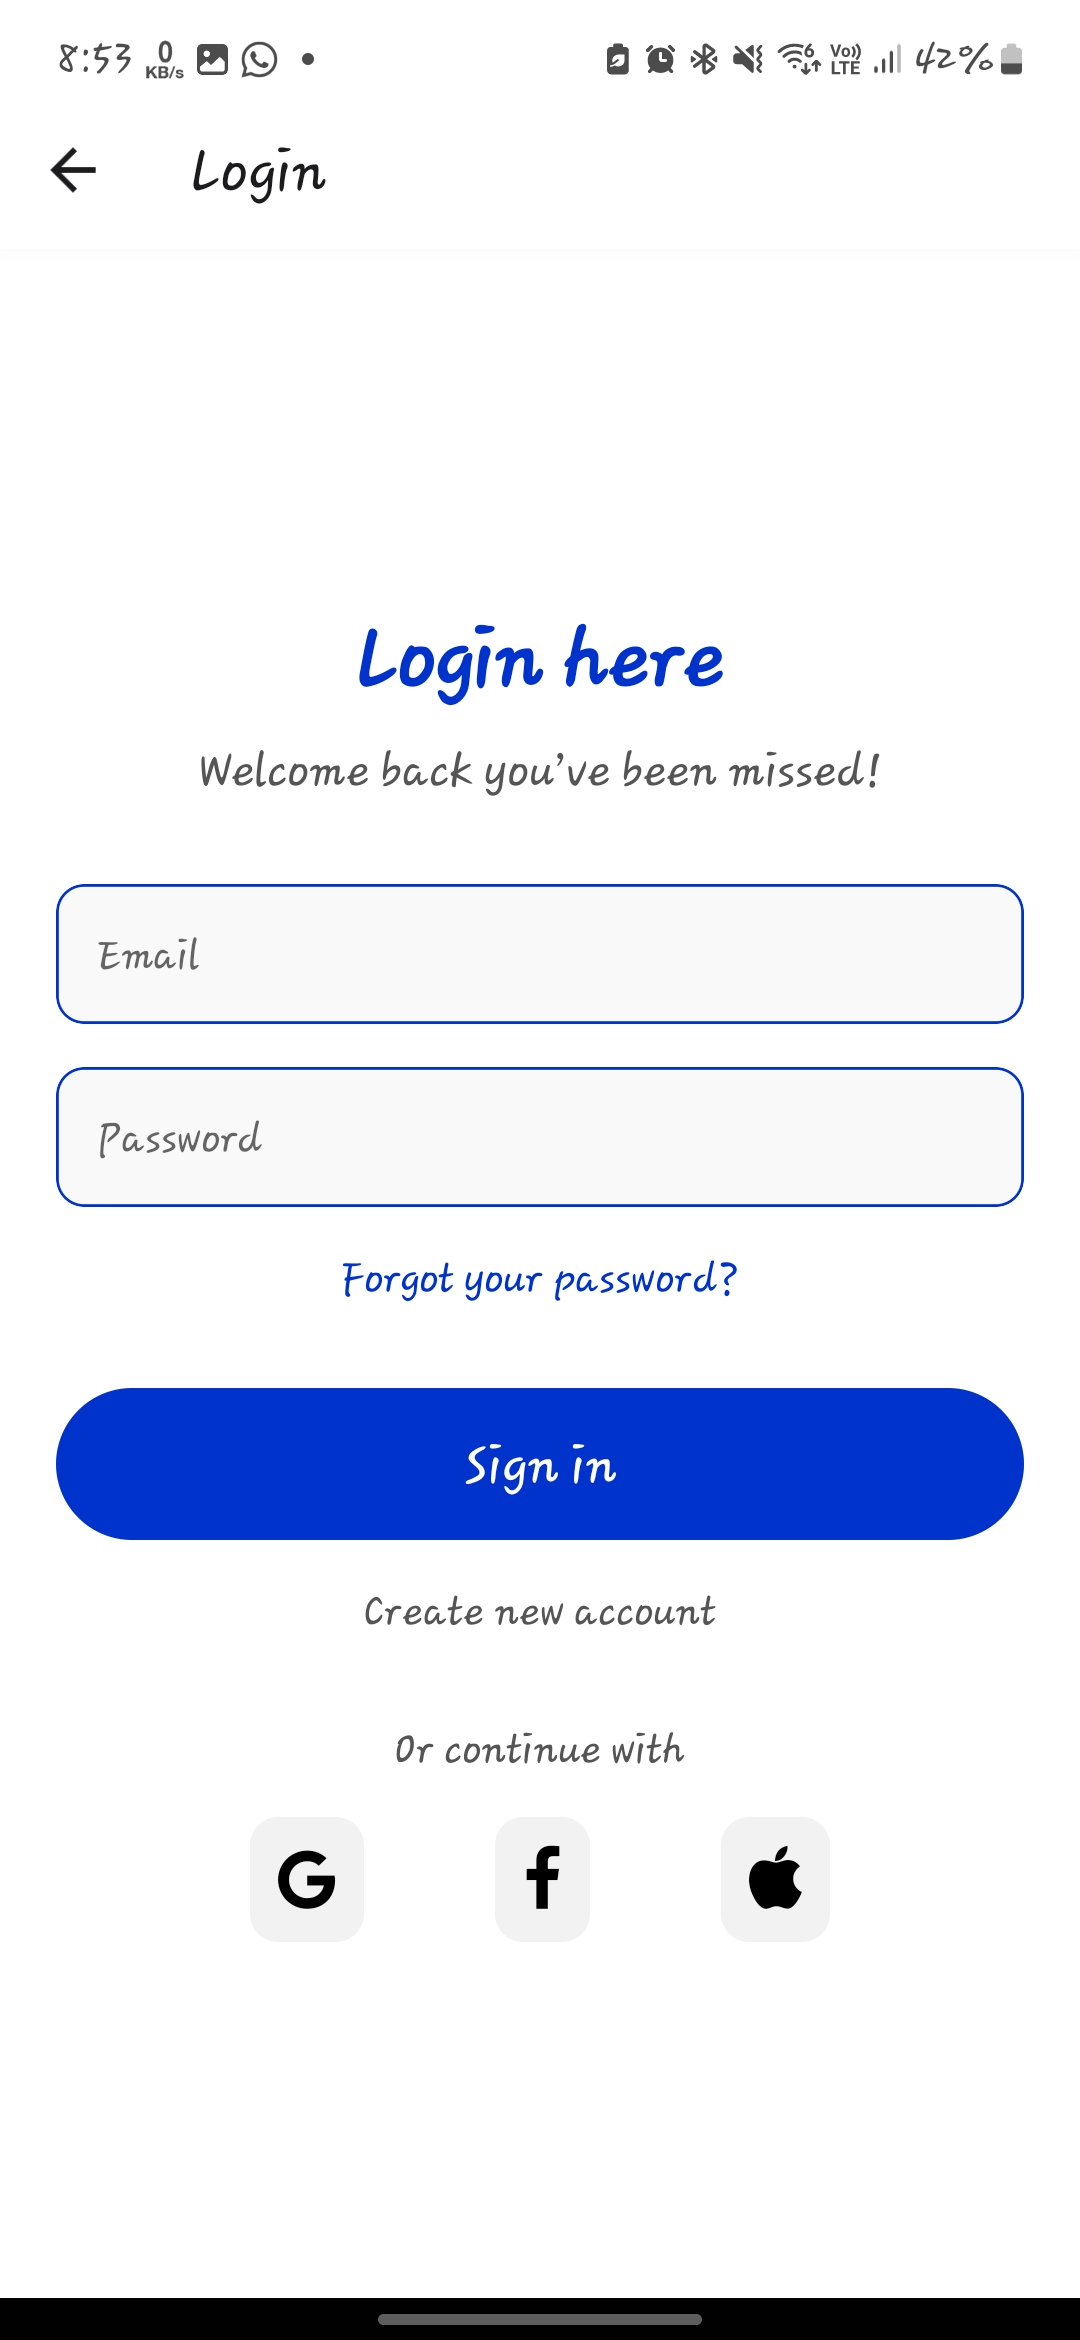 8:53 0 KB/s Vo)) LTE 6 42%
Login
Login here
Welcome back you’ve been missed!
Email
Password
Forgot your password?
Sign in
Create new account
Or continue with